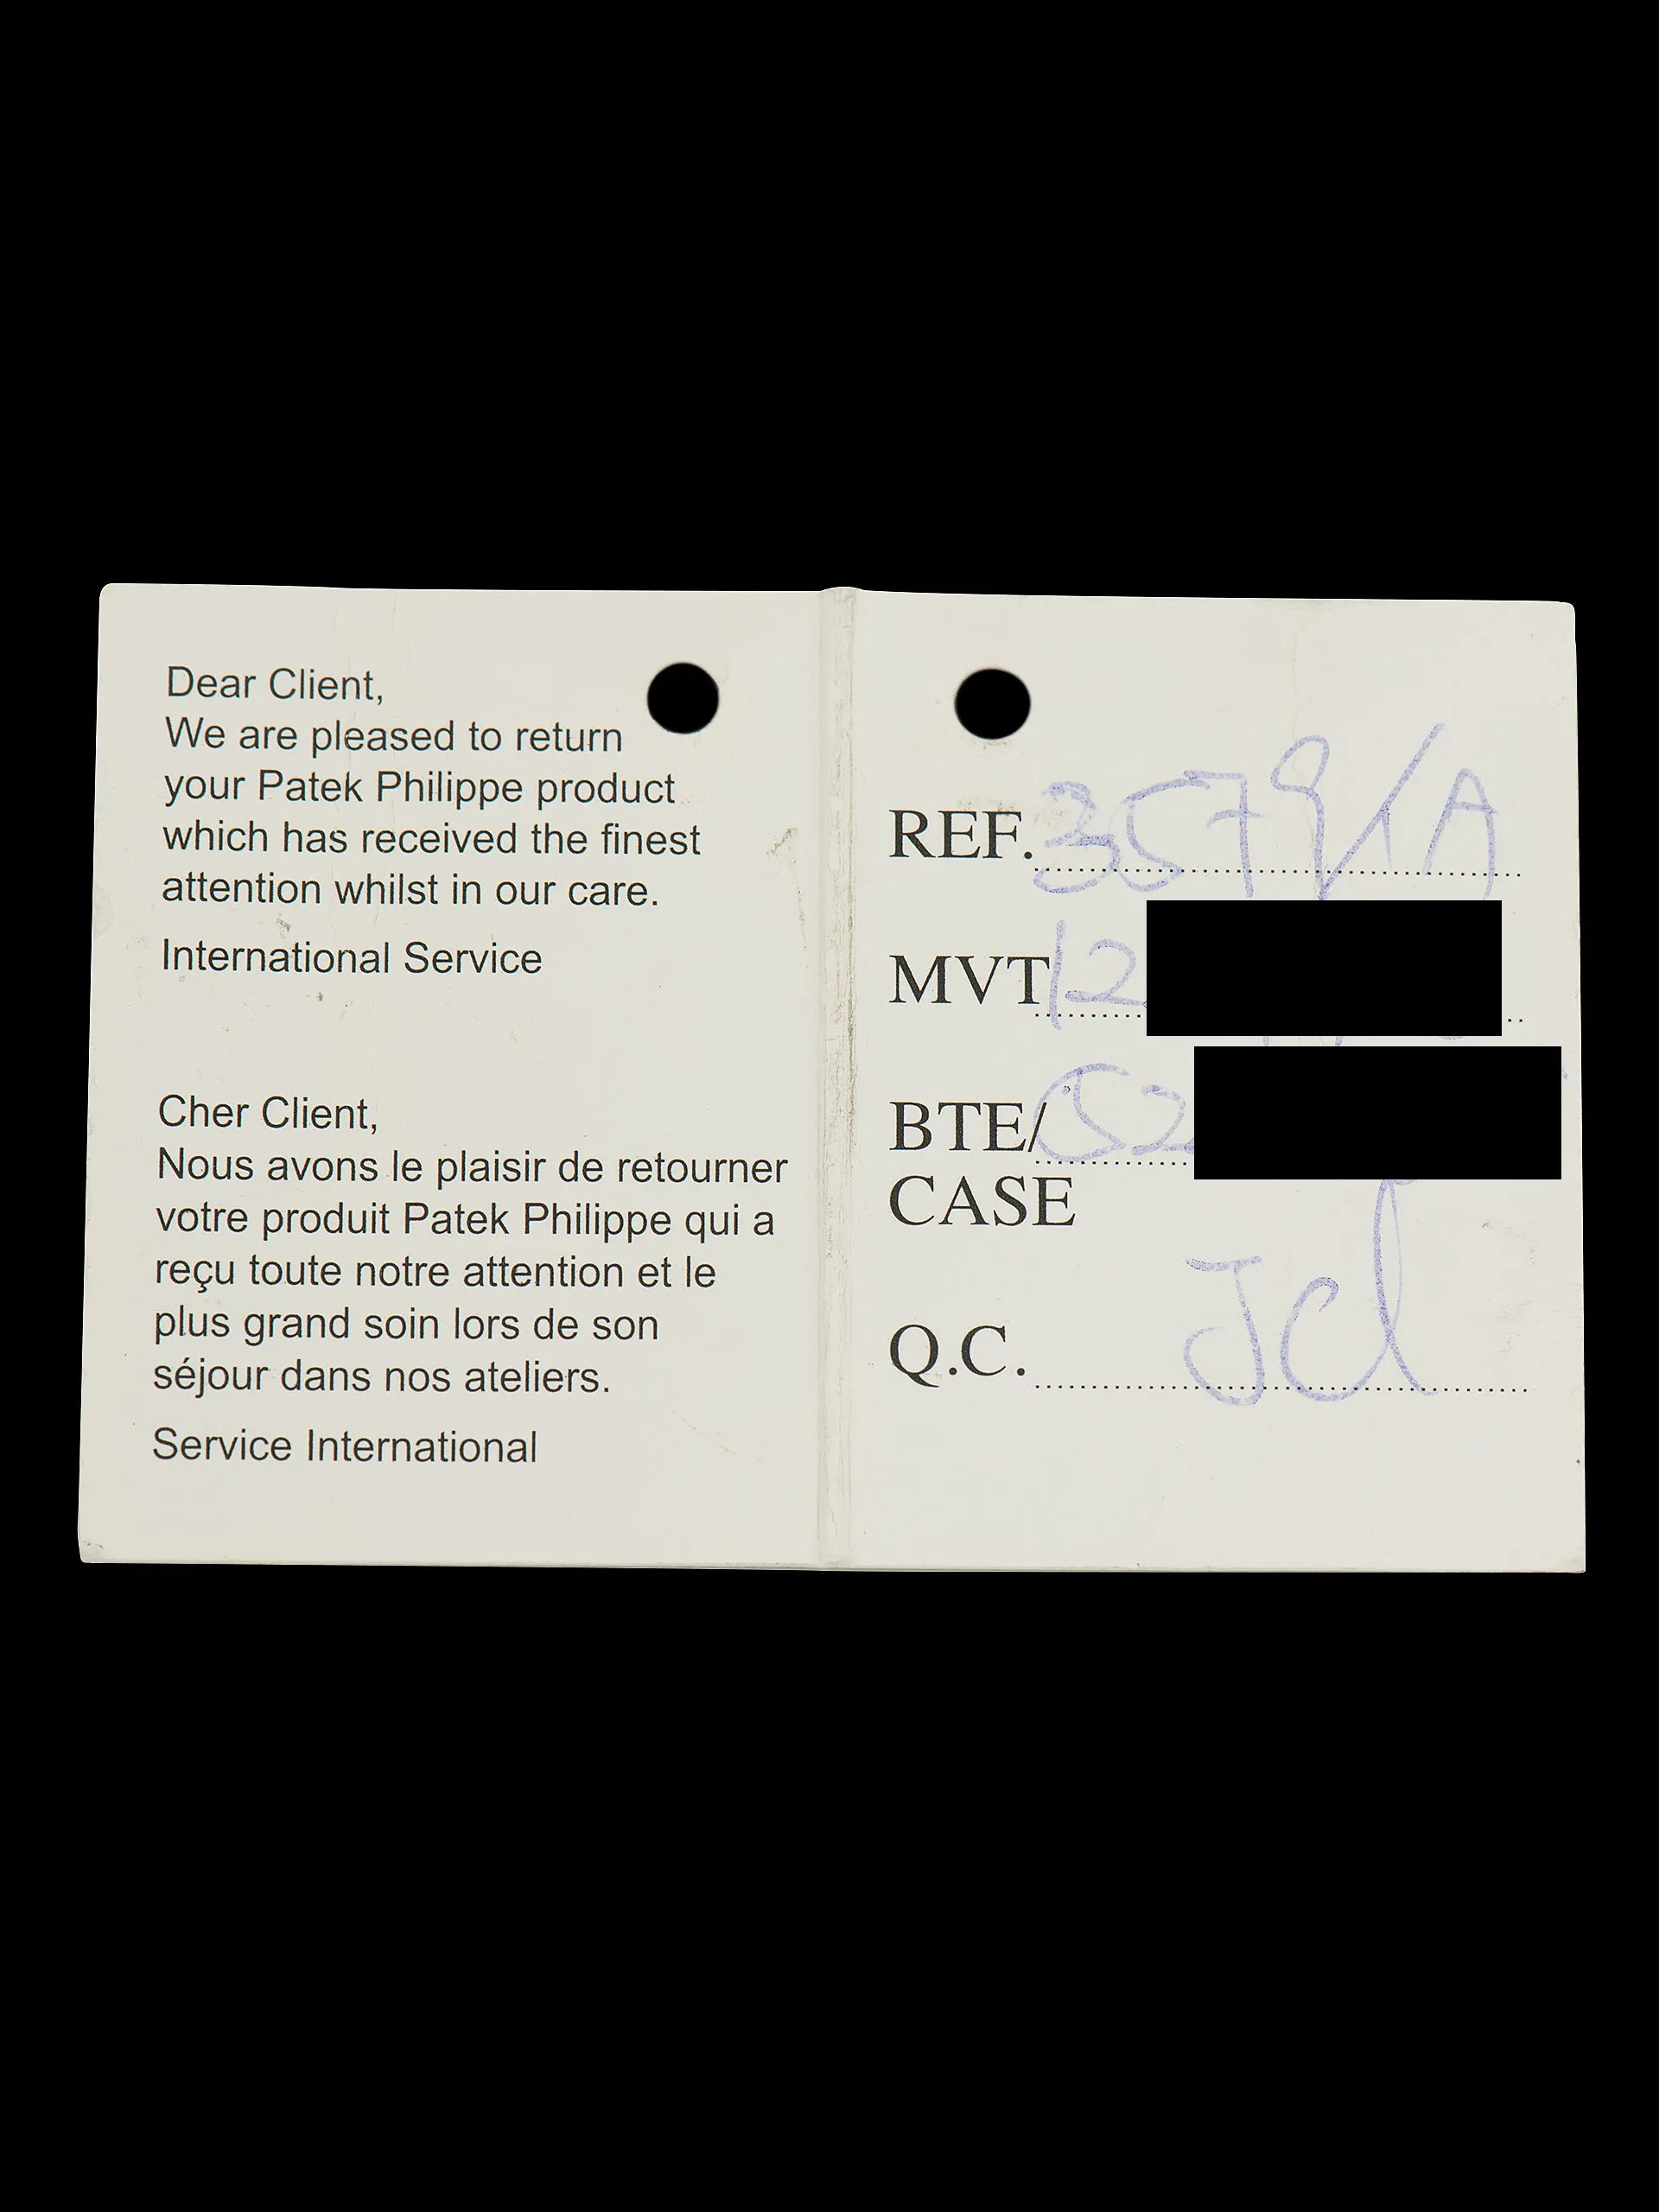 Dear Client,
We are pleased to return
your Patek Philippe product
which has received the finest
attention whilst in our care.
International Service
Cher Client,
Nous avons le plaisir de retourner
votre produit Patek Philippe qui a
reçu toute notre attention et le
plus grand soin lors de son
séjour dans nos ateliers.
Service International
REF. 3579/A
MVT 12
BTE/ 52
CASE
Q.C. JCl